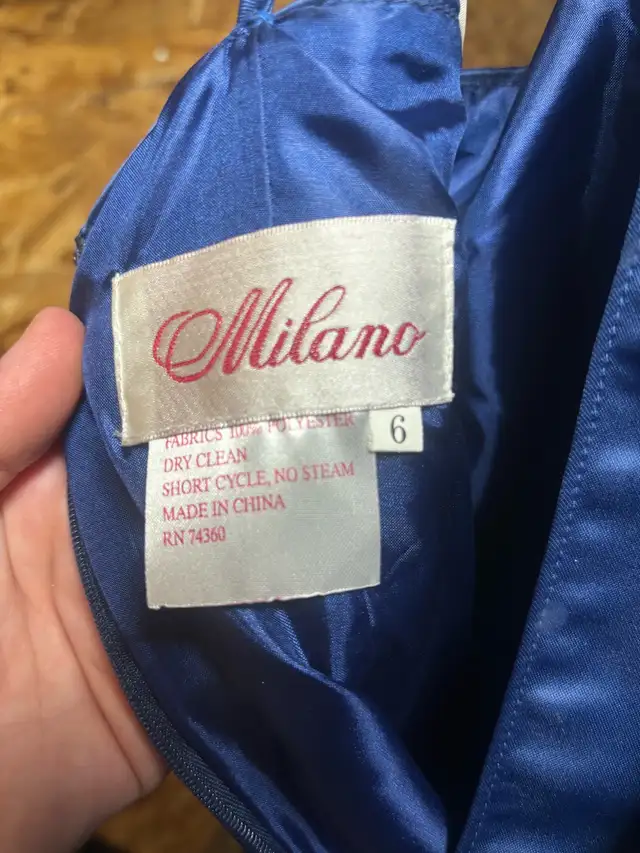 Milano
6
FABRICS 100% POLYESTER
DRY CLEAN
SHORT CYCLE, NO STEAM
MADE IN CHINA
RN 74360